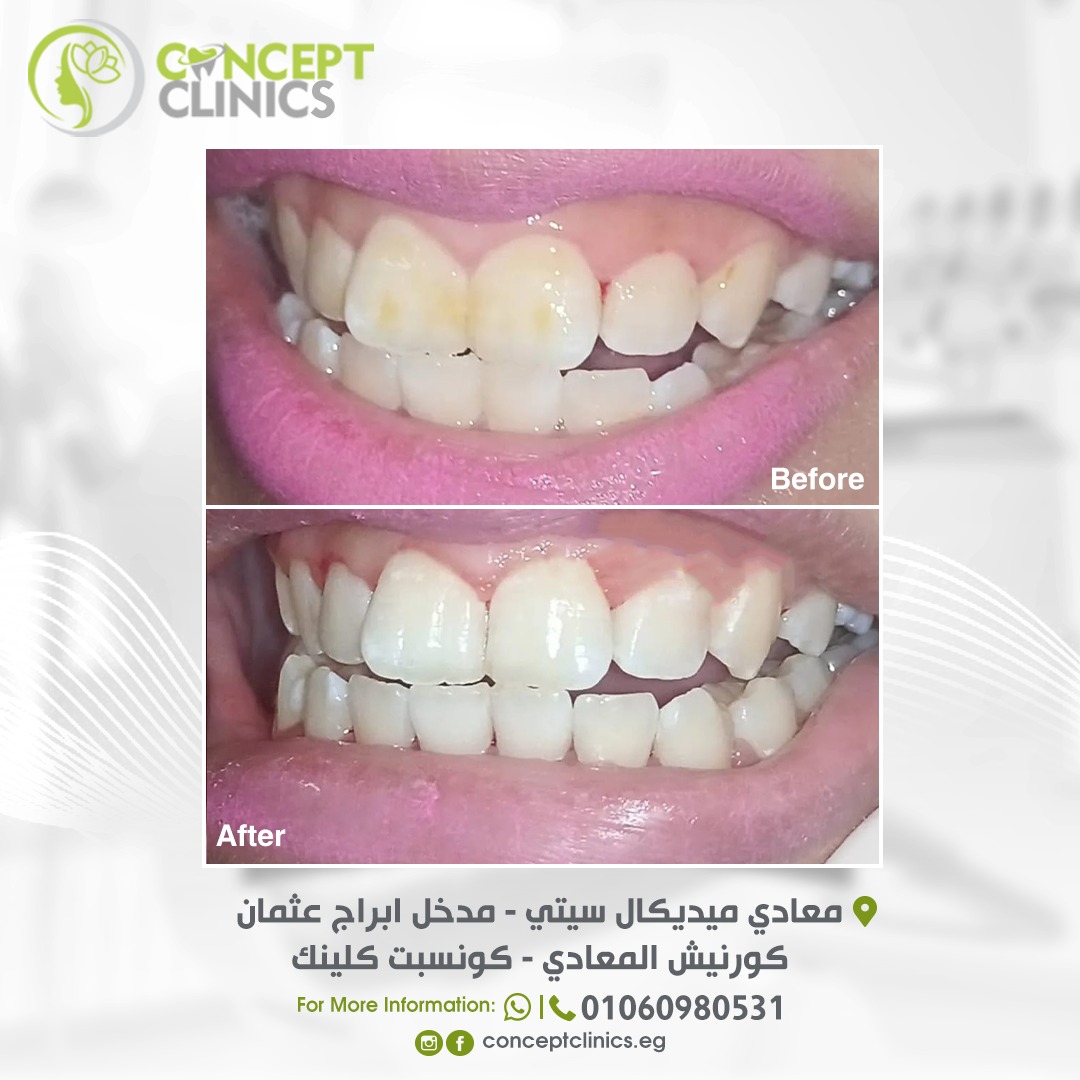 CONCEPT
CLINICS
Before
After
معادي ميديكال سيتي - مدخل ابراج عثمان
كورنيش المعادي - كونسبت كلينك
For More Information: | 01060980531
conceptclinics.eg